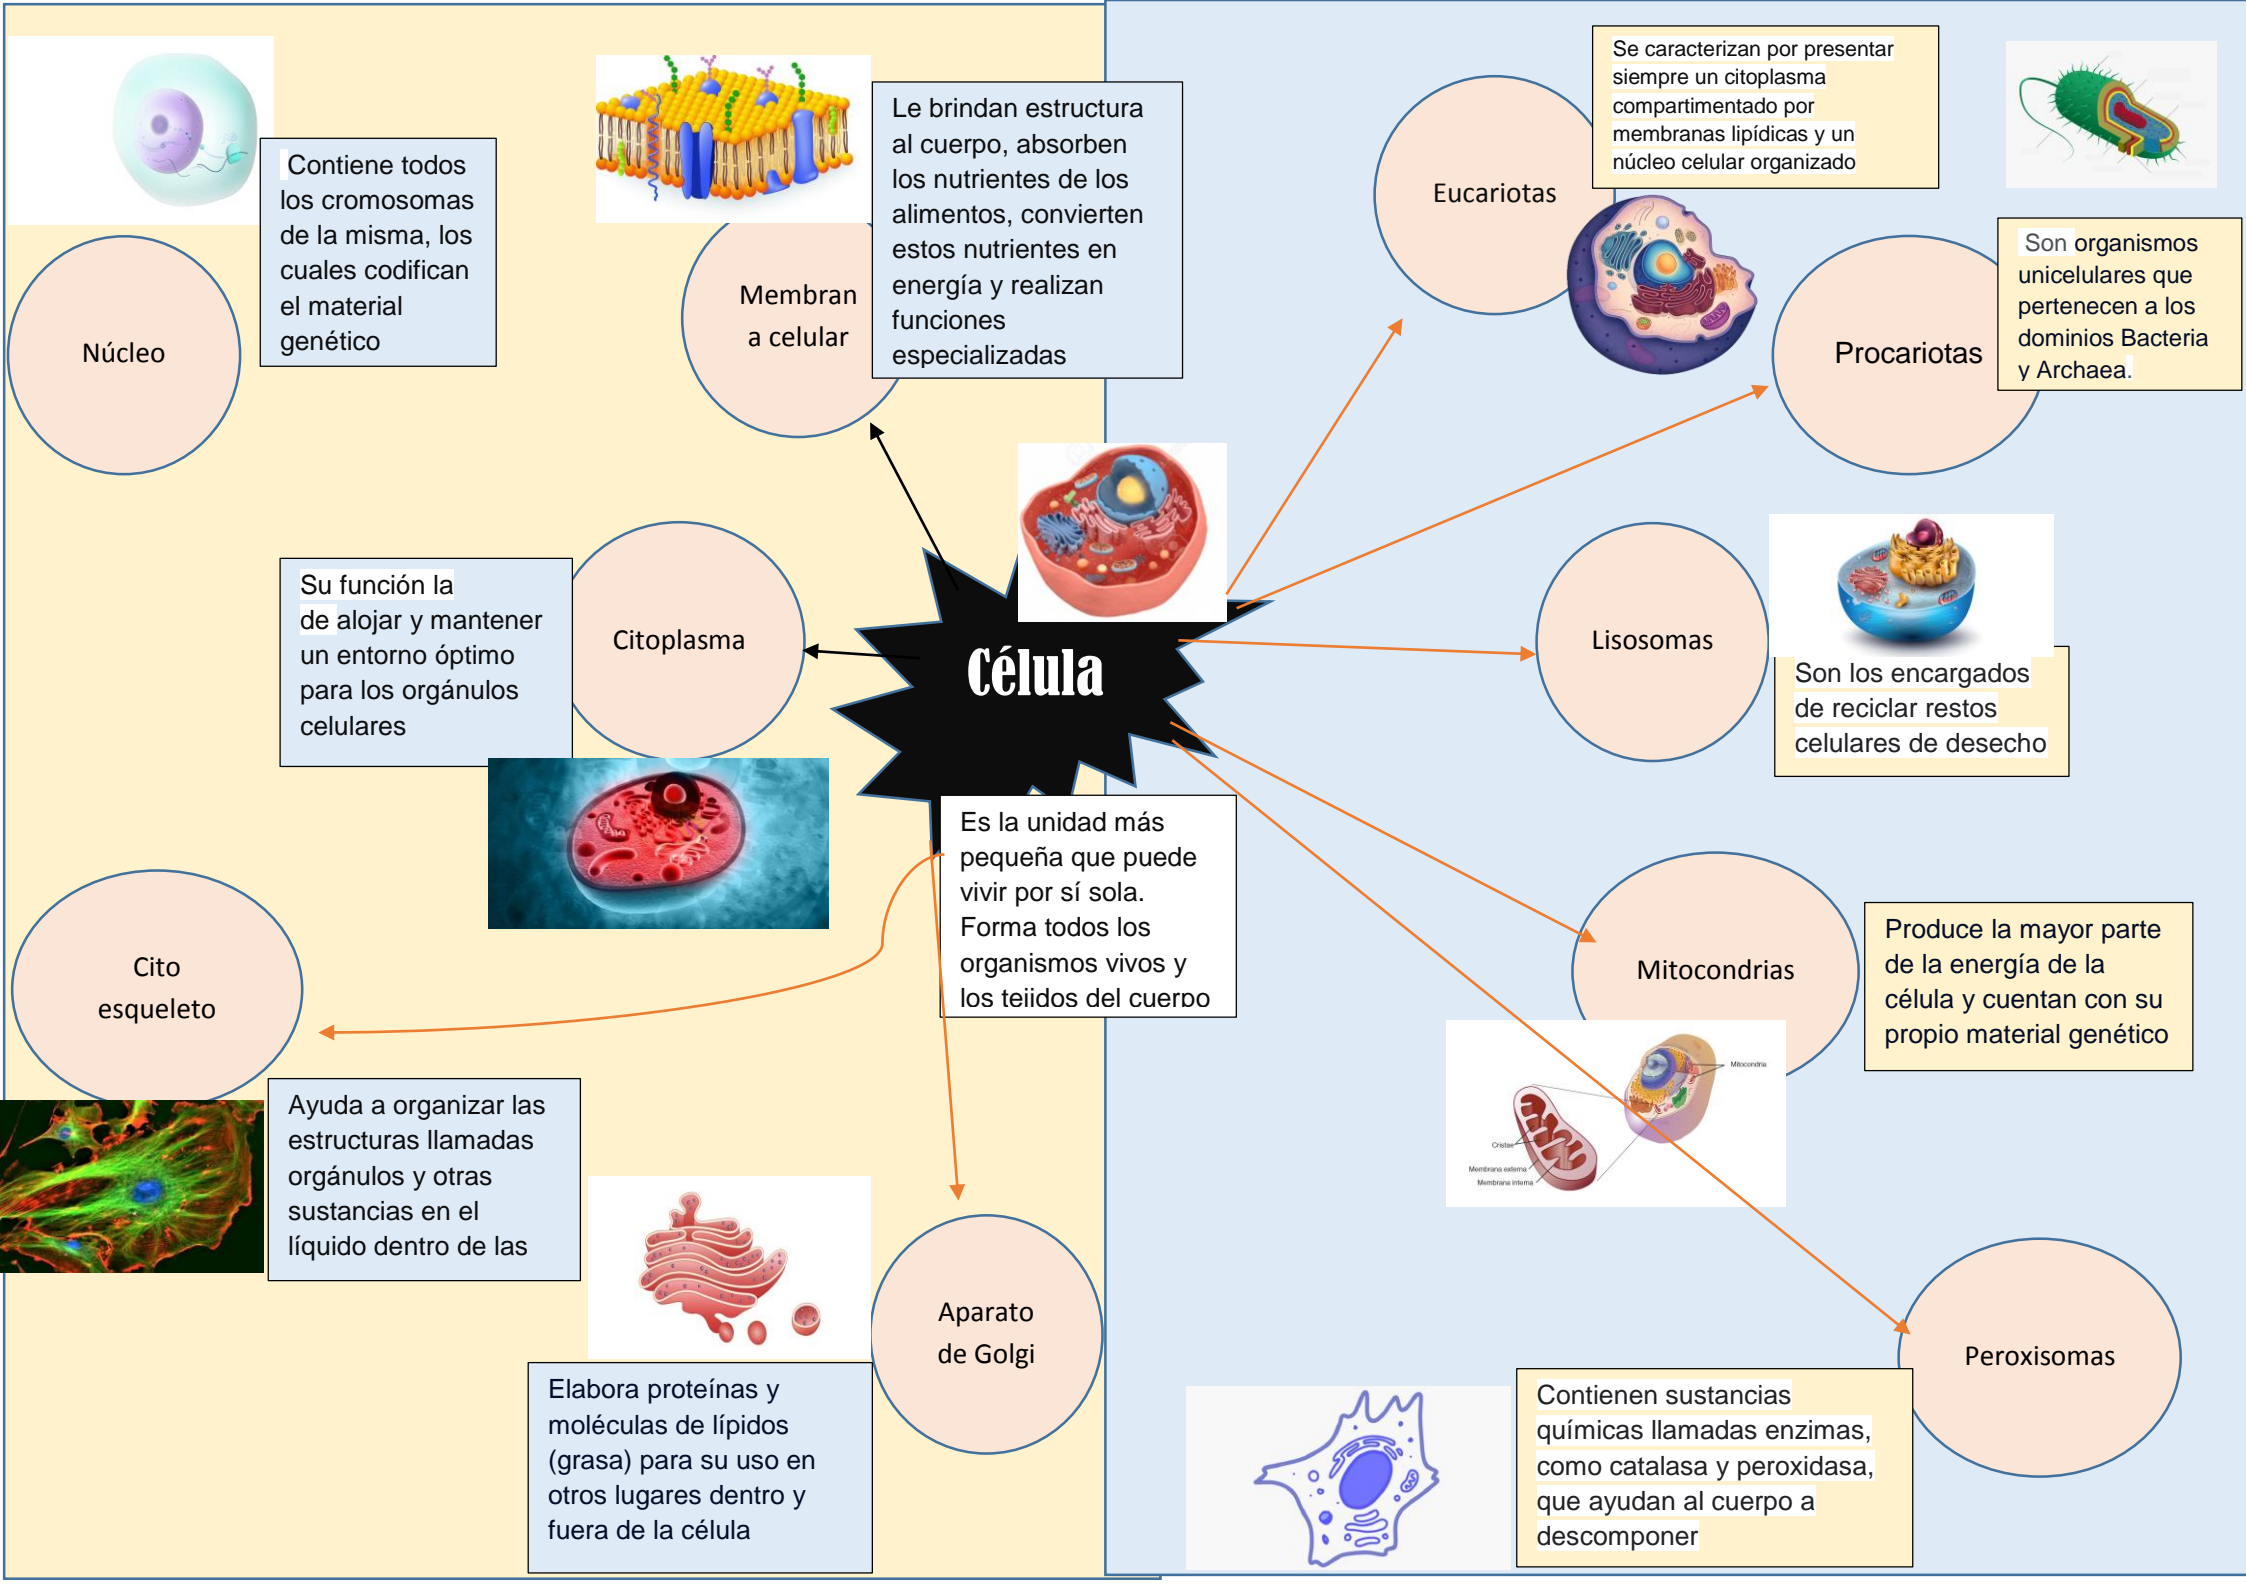 Contiene todos
los cromosomas
de la misma, los
cuales codifican
el material
genético
Núcleo
Le brindan estructura
al cuerpo, absorben
los nutrientes de los
alimentos, convierten
estos nutrientes en
energía y realizan
funciones
especializadas
Membran
a celular
Se caracterizan por presentar
siempre un citoplasma
compartimentado por
membranas lipídicas y un
núcleo celular organizado
Eucariotas
Son organismos
unicelulares que
pertenecen a los
dominios Bacteria
y Archaea.
Procariotas
Su función la
de alojar y mantener
un entorno óptimo
para los orgánulos
celulares
Citoplasma
Célula
Lisosomas
Son los encargados
de reciclar restos
celulares de desecho
Es la unidad más
pequeña que puede
vivir por sí sola.
Forma todos los
organismos vivos y
los tejidos del cuerpo
Cito
esqueleto
Mitocondrias
Produce la mayor parte
de la energía de la
célula y cuentan con su
propio material genético
Mitocondria
Cristae
Membrana externa
Membrana interna
Ayuda a organizar las
estructuras llamadas
orgánulos y otras
sustancias en el
líquido dentro de las
Aparato
de Golgi
Elabora proteínas y
moléculas de lípidos
(grasa) para su uso en
otros lugares dentro y
fuera de la célula
Peroxisomas
Contienen sustancias
químicas llamadas enzimas,
como catalasa y peroxidasa,
que ayudan al cuerpo a
descomponer